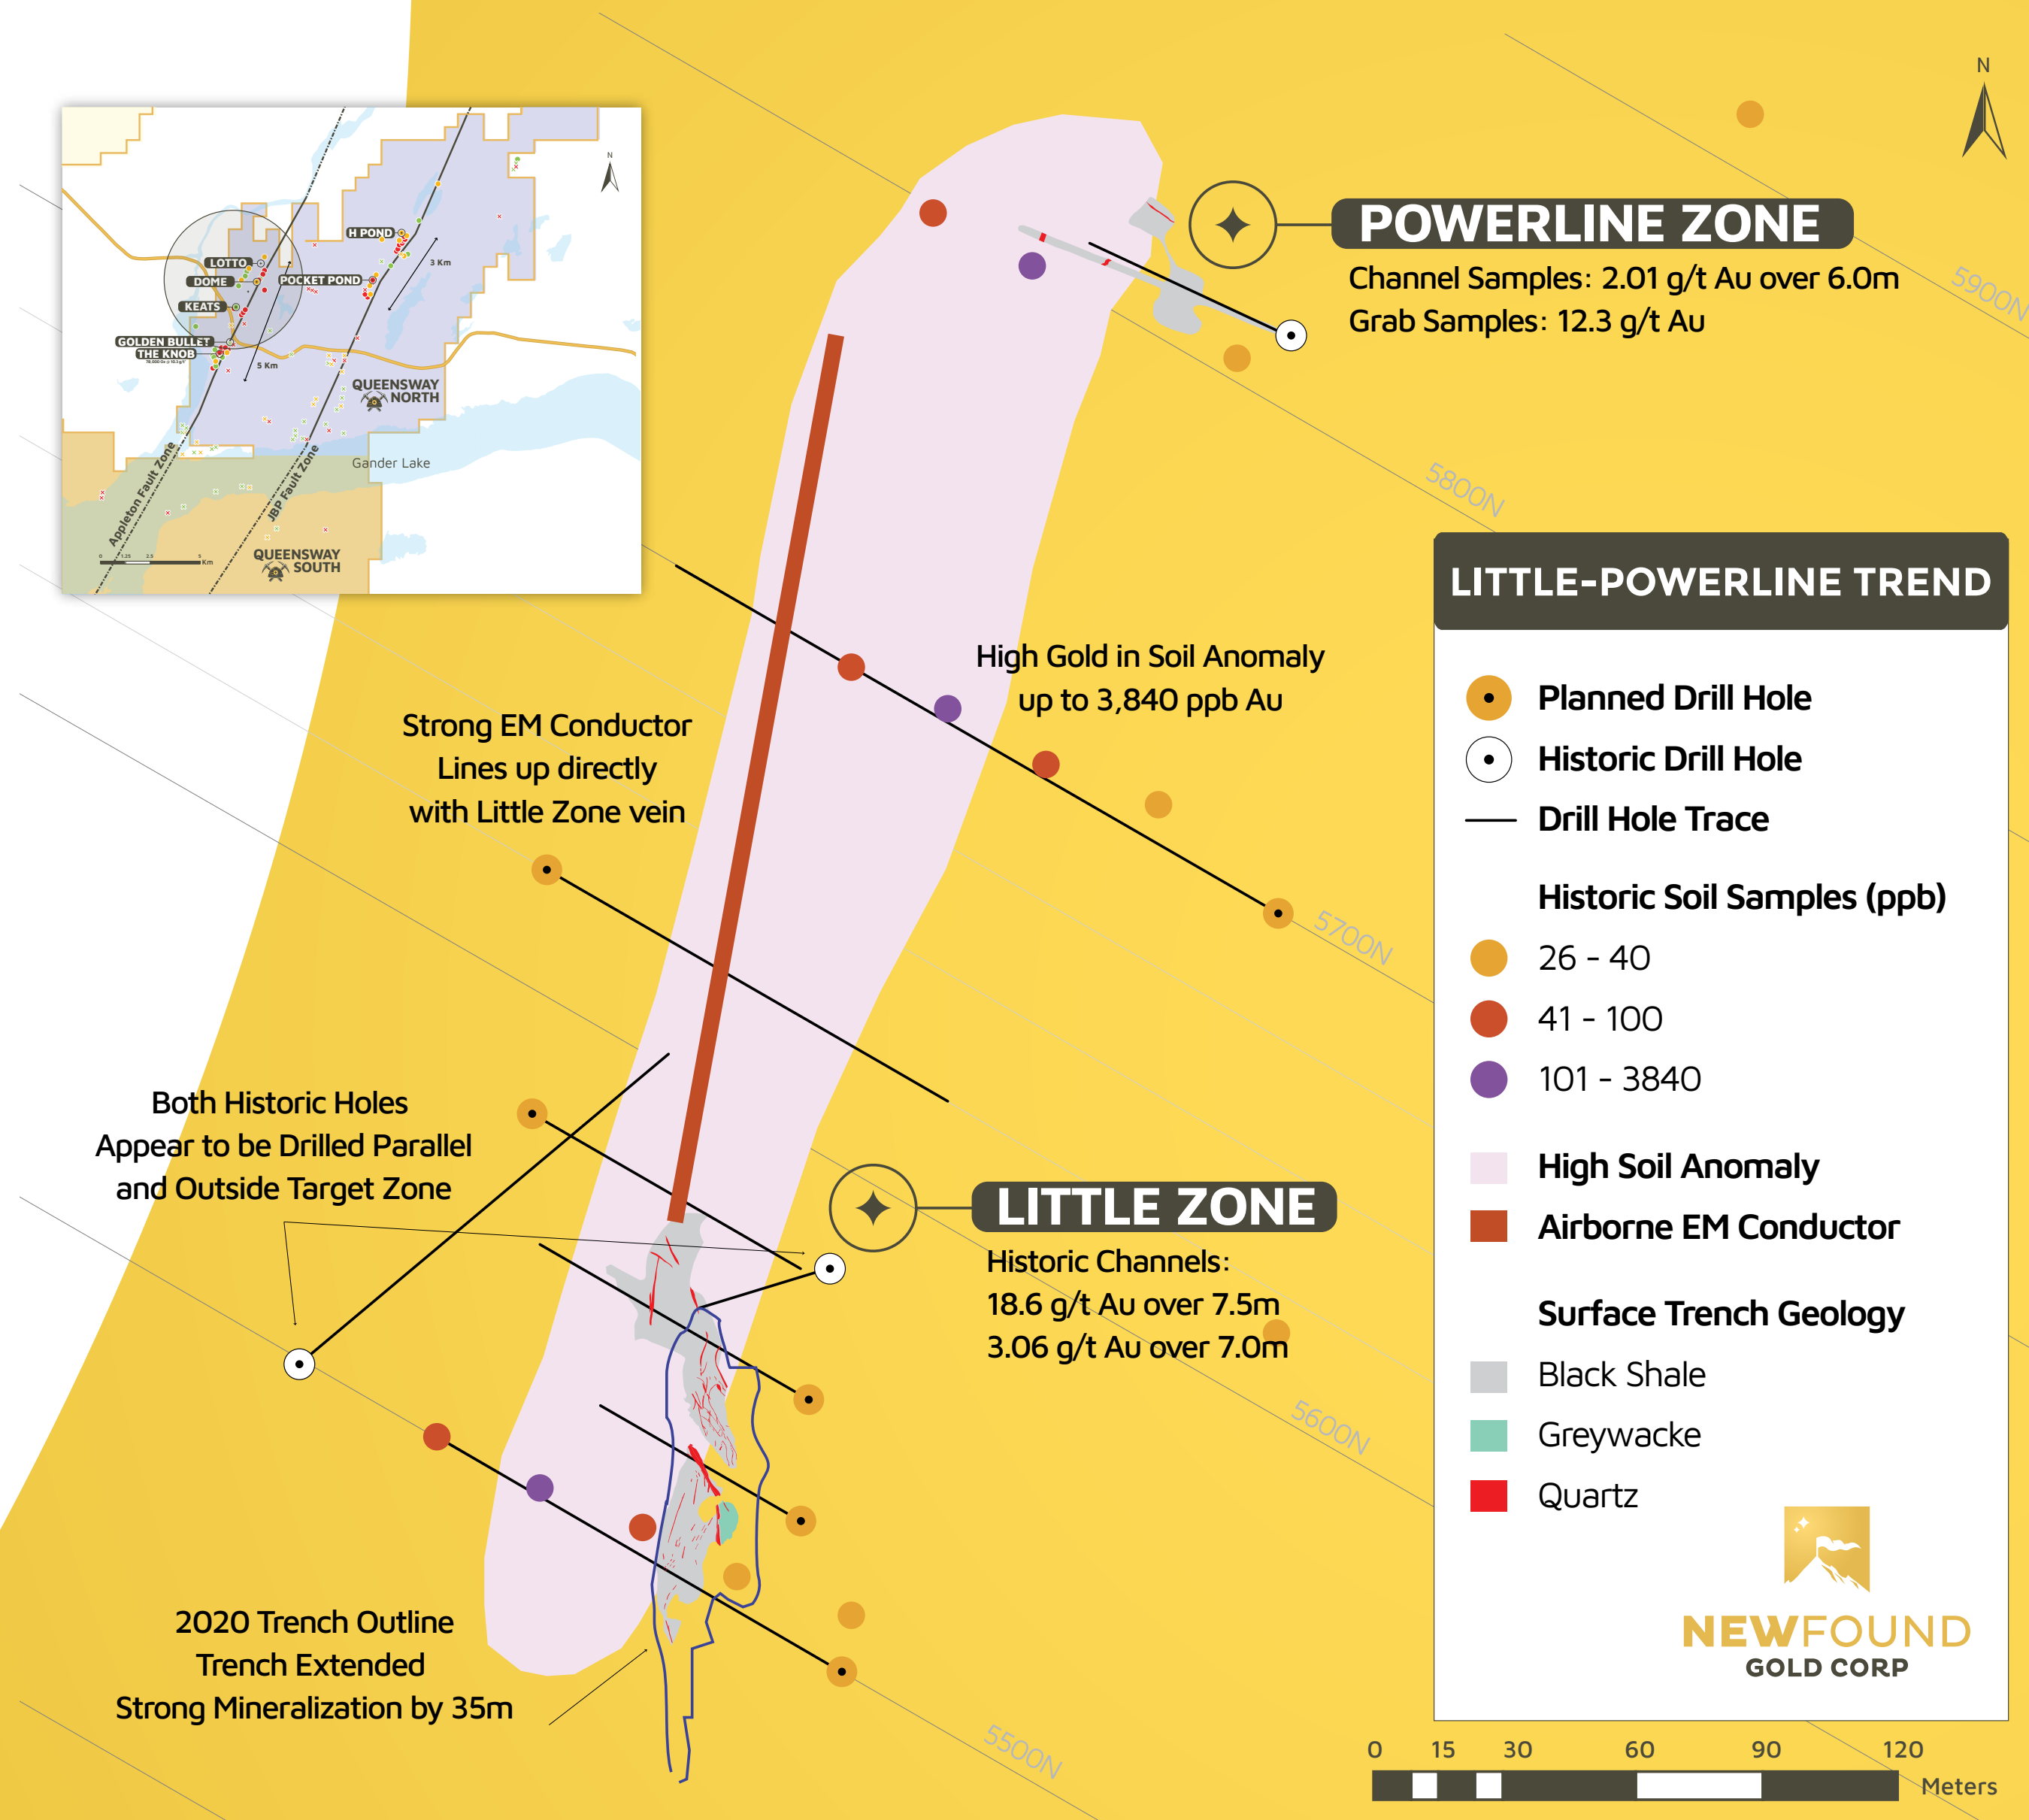 N
POWERLINE ZONE
Channel Samples: 2.01 g/t Au over 6.0m
Grab Samples: 12.3 g/t Au
5900N
N
H POND
LOTTO
3 Km
DOME
POCKET POND
KEATS
GOLDEN BULLET
THE KNOB
5 Km
QUEENSWAY
NORTH
Gander Lake
Appleton Fault Zone
JBP Fault Zone
QUEENSWAY
SOUTH
0 1.25 2.5 5
Km
5800N
LITTLE-POWERLINE TREND
Planned Drill Hole
Historic Drill Hole
Drill Hole Trace
Historic Soil Samples (ppb)
26 - 40
41 - 100
101 - 3840
High Soil Anomaly
Airborne EM Conductor
Surface Trench Geology
Black Shale
Greywacke
Quartz
NEWFOUND
GOLD CORP
High Gold in Soil Anomaly
up to 3,840 ppb Au
Strong EM Conductor
Lines up directly
with Little Zone vein
5700N
Both Historic Holes
Appear to be Drilled Parallel
and Outside Target Zone
LITTLE ZONE
Historic Channels:
18.6 g/t Au over 7.5m
3.06 g/t Au over 7.0m
5600N
2020 Trench Outline
Trench Extended
Strong Mineralization by 35m
5500N
0 15 30 60 90 120
Meters